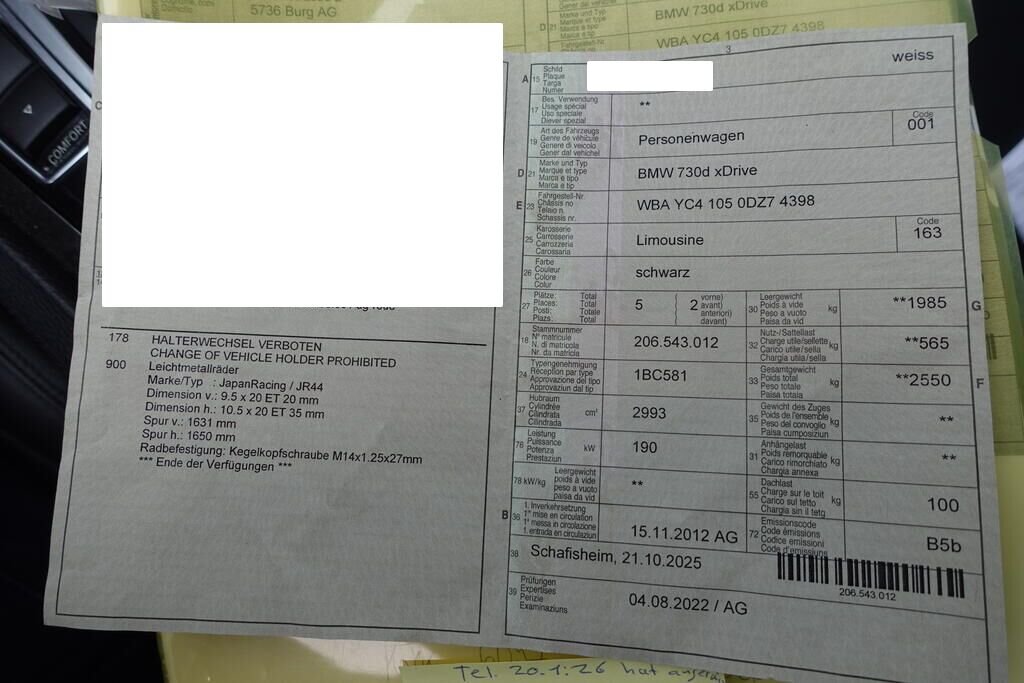 5736 Burg AG
BMW 730d xDrive
WBA YC4 105 0DZ7 4398
COMFORT
178 HALTERWECHSEL VERBOTEN
CHANGE OF VEHICLE HOLDER PROHIBITED
900 Leichtmetallräder
Marke/Typ : JapanRacing / JR44
Dimension v.: 9.5 x 20 ET 20 mm
Dimension h.: 10.5 x 20 ET 35 mm
Spur v.: 1631 mm
Spur h.: 1650 mm
Radbefestigung: Kegelkopfschraube M14x1.25x27mm
*** Ende der Verfügungen ***
3
weiss
A 15 Schild
Plaque
Targa
Numer
17 Bes. Verwendung
Usage spécial
Uso speciale
Diever spezial
**
19 Art des Fahrzeugs
Genre de véhicule
Genere di veicolo
Gener dal vehichel
Personenwagen
Code
001
D 21 Marke und Typ
Marque et type
Marca e tipo
Marca e tip
BMW 730d xDrive
E 23 Fahrgestell-Nr.
Châssis no
Telaio n.
Schassis nr.
WBA YC4 105 0DZ7 4398
25 Karosserie
Carrosserie
Carrozzeria
Carossaria
Limousine
Code
163
26 Farbe
Couleur
Colore
Colur
schwarz
27 Plätze: Total
Places: Total
Posti: Totale
Plazs: Total
5 2 vorne)
avant)
anteriori)
davant)
30 Leergewicht
Poids à vide
Peso a vuoto
Paisa da vid
kg
**1985
G
18 Stammnummer
N° matricule
N. di matricola
Nr. da matricla
206.543.012
32 Nutz-/Sattellast
Charge utile/sellette
Carico utile/sella
Chargia utila/sella
kg
**565
24 Typengenehmigung
Réception par type
Approvazione del tipo
Approvaziun dal tip
1BC581
33 Gesamtgewicht
Poids total
Peso totale
Paisa totala
kg
**2550
F
37 Hubraum
Cylindrée
Cilindrata
Cilindrada
cm³
2993
35 Gewicht des Zuges
Poids de l'ensemble
Peso del convoglio
Paisa cumposiziun
kg
**
76 Leistung
Puissance
Potenza
Prestaziun
kW
190
31 Anhängelast
Poids remorquable
Carico rimorchiato
Chargia annexa
kg
**
78 kW/kg Leergewicht
poids à vide
peso a vuoto
paisa da vid
**
55 Dachlast
Charge sur le toit
Carico sul tetto
Chargia sin il tetg
kg
100
B 36 1. Inverkehrsetzung
1re mise en circulation
1a messa in circolazione
1. entrada en circulaziun
15.11.2012 AG
72 Emissionscode
Code émissions
Codice emissioni
Code d'emissiuns
B5b
38 Schafisheim, 21.10.2025
206.543.012
39 Prüfungen
Expertises
Perizie
Examinaziuns
04.08.2022 / AG
Tel. 20.1.26 hat